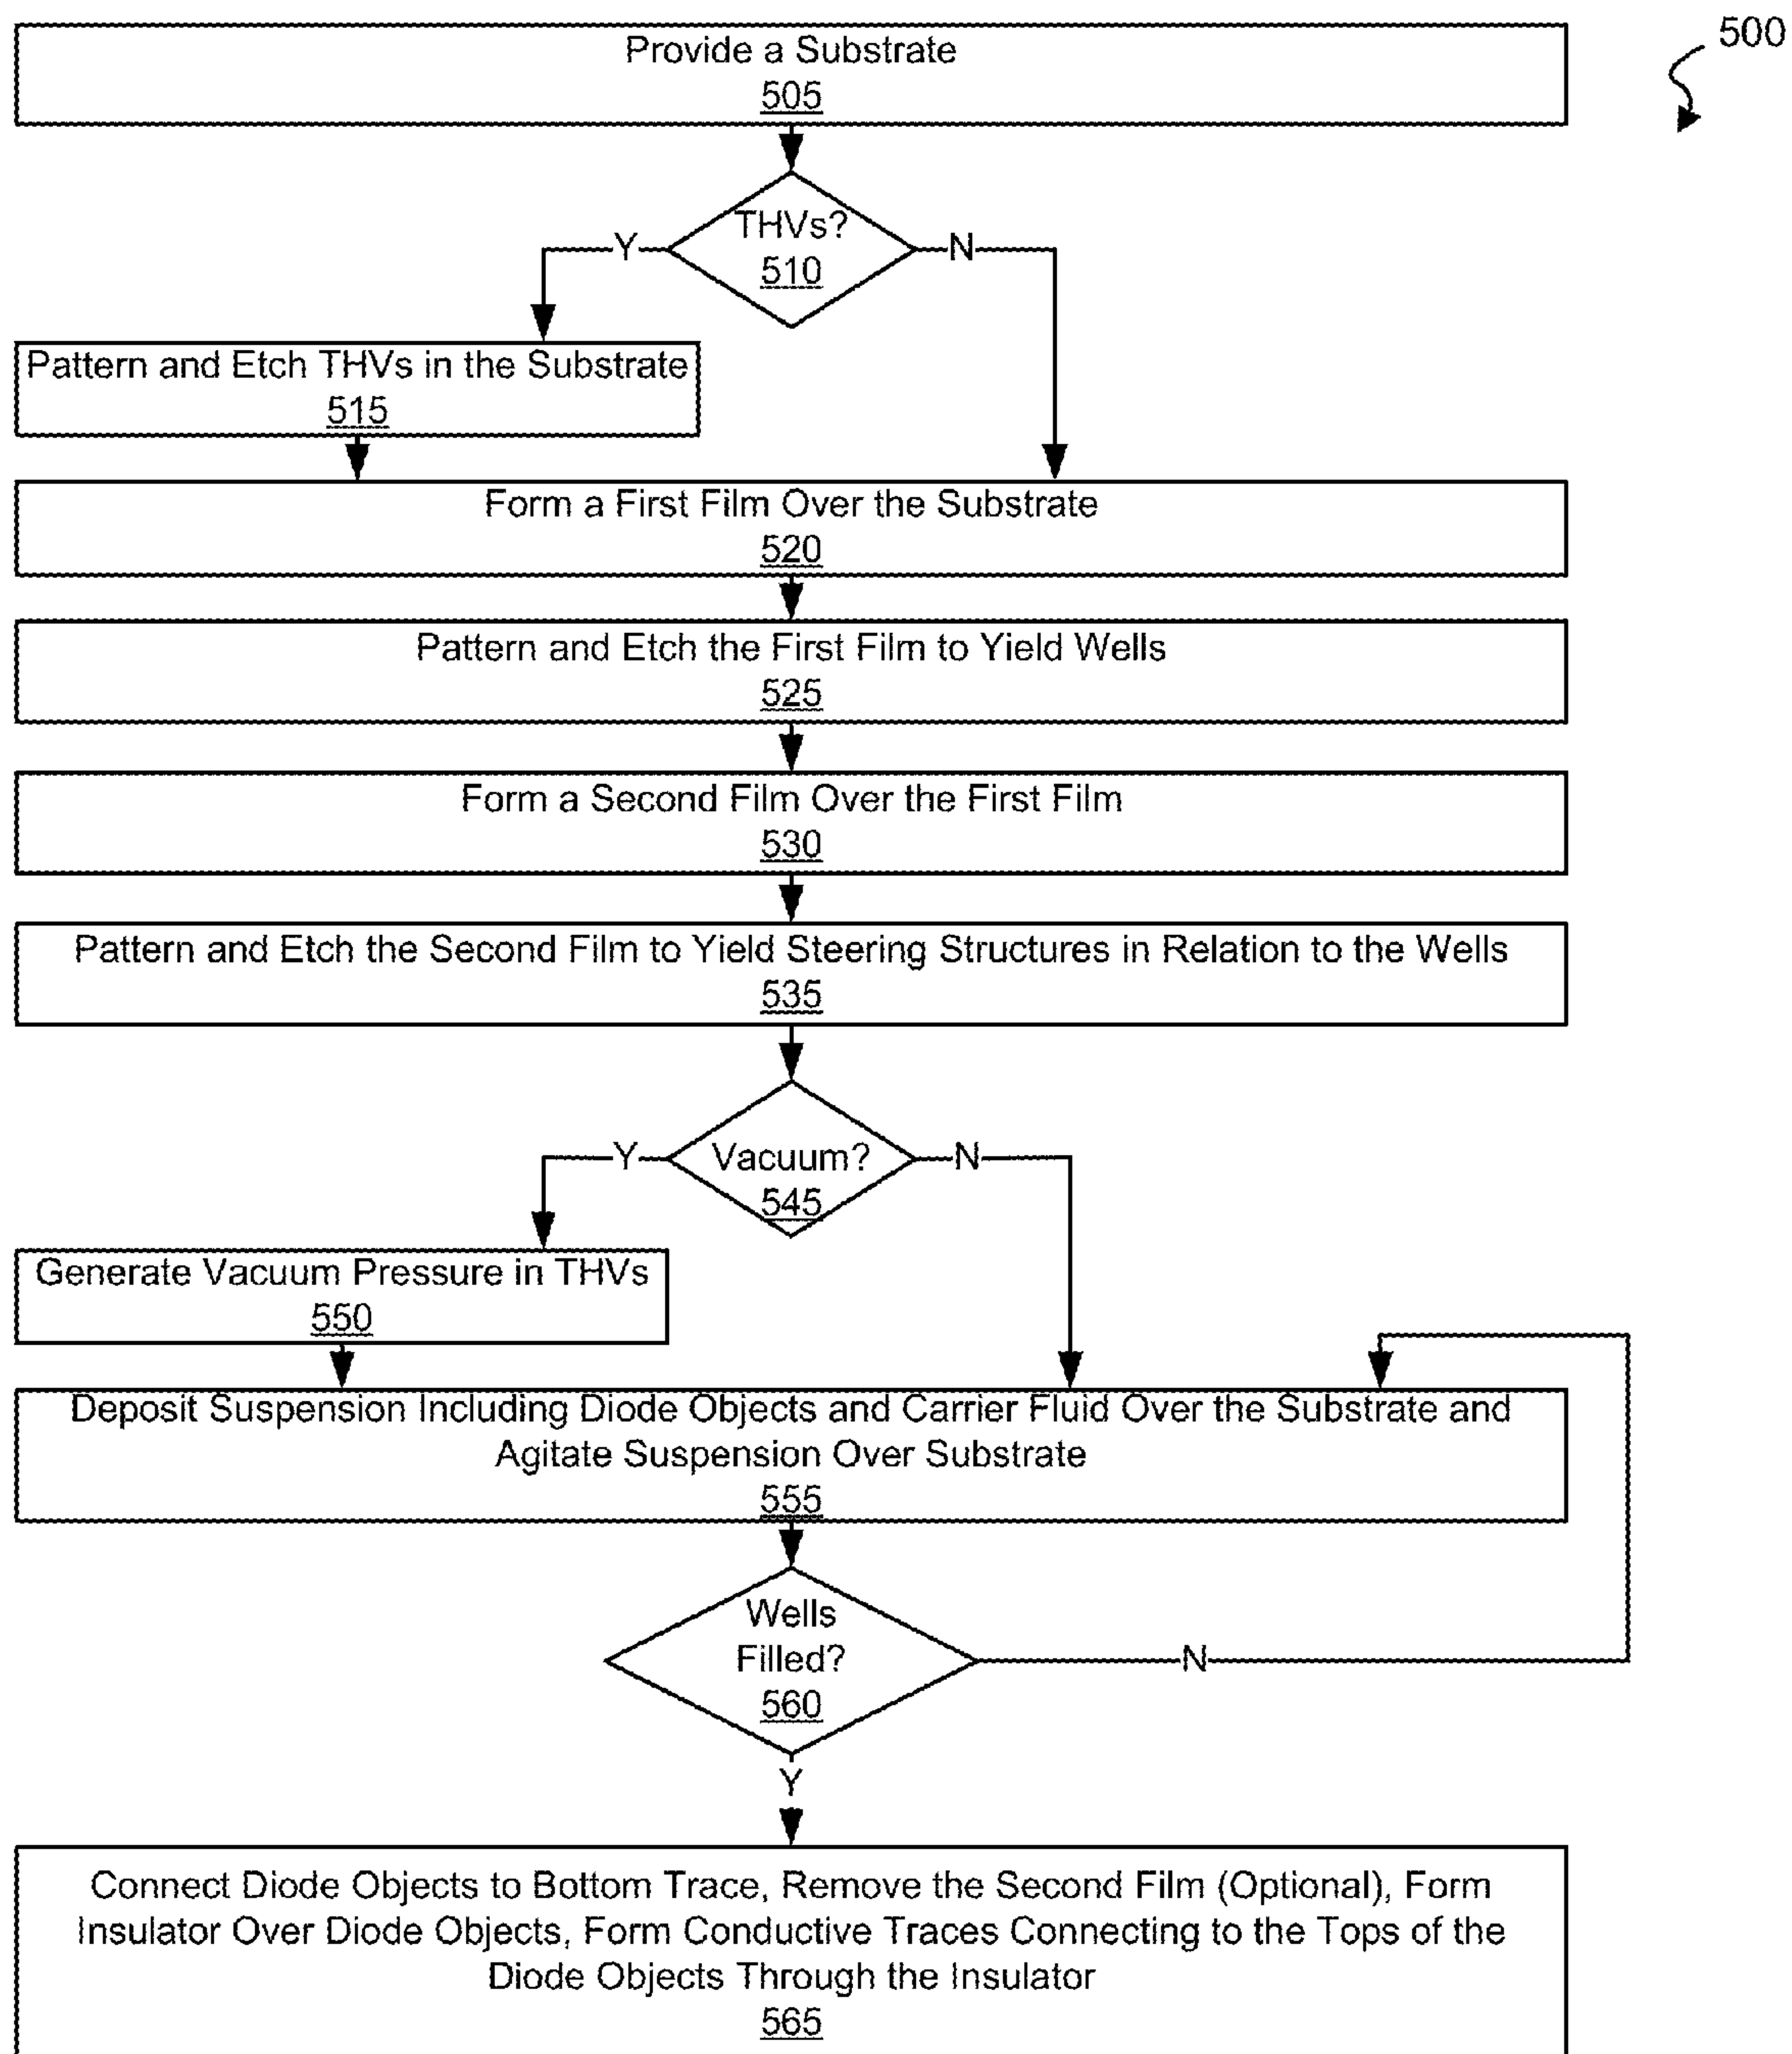 500
Provide a Substrate
505
THVs?
510
Y
N
Pattern and Etch THVs in the Substrate
515
Form a First Film Over the Substrate
520
Pattern and Etch the First Film to Yield Wells
525
Form a Second Film Over the First Film
530
Pattern and Etch the Second Film to Yield Steering Structures in Relation to the Wells
535
Vacuum?
545
Y
N
Generate Vacuum Pressure in THVs
550
Deposit Suspension Including Diode Objects and Carrier Fluid Over the Substrate and
Agitate Suspension Over Substrate
555
Wells
Filled?
560
N
Y
Connect Diode Objects to Bottom Trace, Remove the Second Film (Optional), Form
Insulator Over Diode Objects, Form Conductive Traces Connecting to the Tops of the
Diode Objects Through the Insulator
565